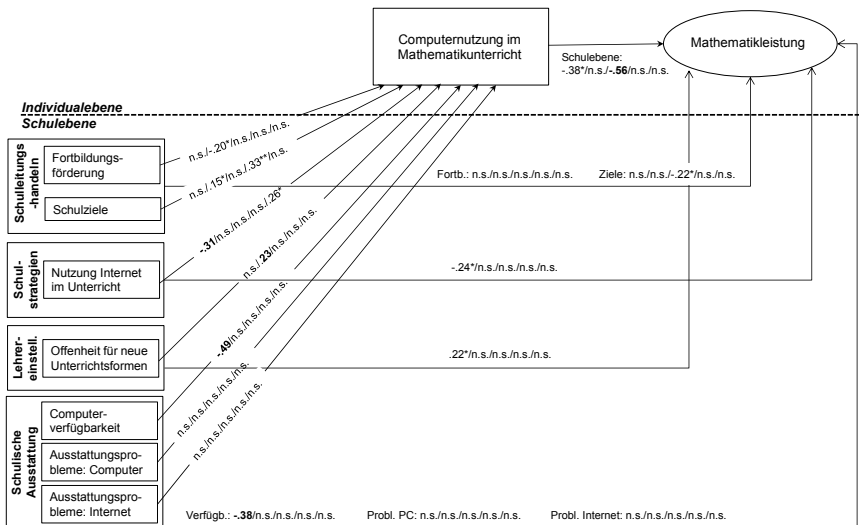 Computernutzung im
Mathematikunterricht
Mathematikleistung
Schulebene:
-.38*/n.s./-.56/n.s./n.s.
Individualebene
Schulebene
Schulleitungs
-handeln
Fortbildungs-
förderung
Schulziele
n.s./-.20*/n.s./n.s./n.s.
n.s./.15*/n.s./.33**/n.s.
Fortb.: n.s./n.s./n.s./n.s./n.s.
Ziele: n.s./n.s./-.22*/n.s./n.s.
Schul-
strategien
Nutzung Internet
im Unterricht
-.31/n.s./n.s./n.s./.26*
-.24*/n.s./n.s./n.s./n.s.
Lehrer-
einstell.
Offenheit für neue
Unterrichtsformen
n.s./.23/n.s./n.s./n.s.
.22*/n.s./n.s./n.s./n.s.
Schulische
Ausstattung
Computer-
verfügbarkeit
Ausstattungspro-
bleme: Computer
Ausstattungspro-
bleme: Internet
-.49/n.s./n.s./n.s./n.s.
n.s./n.s./n.s./n.s./n.s.
n.s./n.s./n.s./n.s./n.s.
Verfügb.: -.38/n.s./n.s./n.s./n.s.
Probl. PC: n.s./n.s./n.s./n.s./n.s.
Probl. Internet: n.s./n.s./n.s./n.s./n.s.